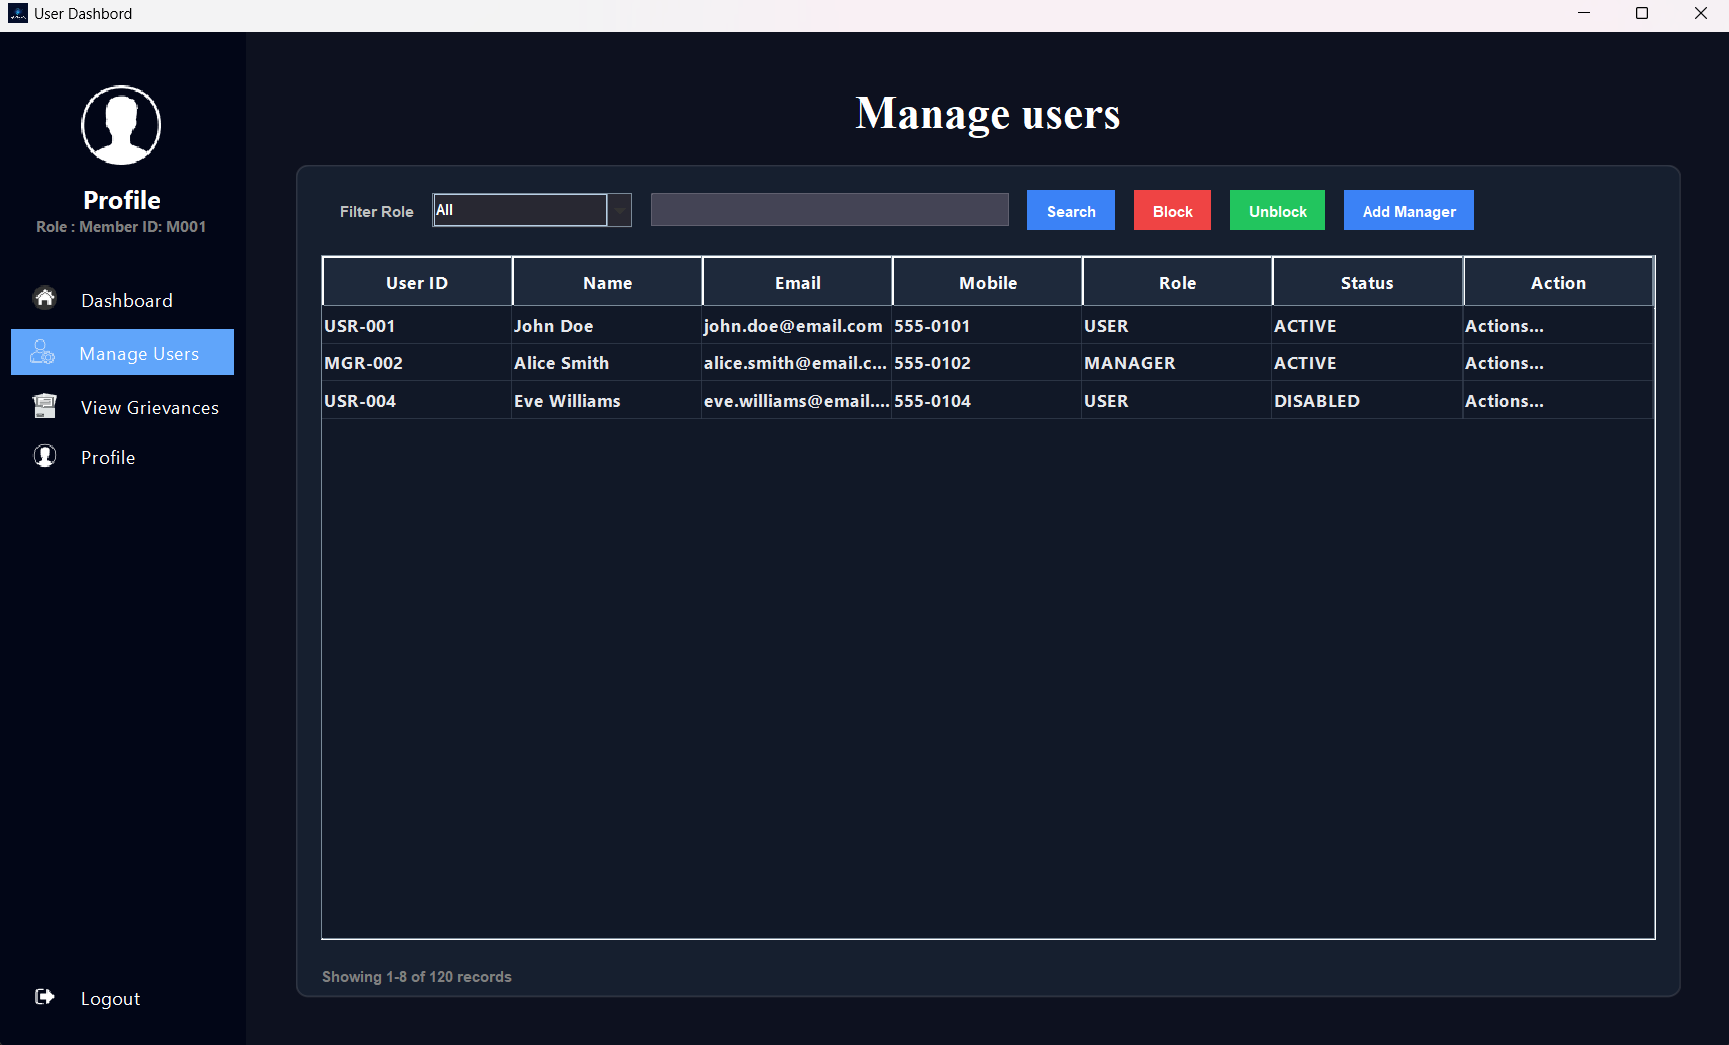 User Dashbord
Profile
Role : Member ID: M001
Dashboard
Manage Users
View Grievances
Profile
Logout
Manage users
Filter Role All Search Block Unblock Add Manager
User ID Name Email Mobile Role Status Action
USR-001 John Doe john.doe@email.com 555-0101 USER ACTIVE Actions...
MGR-002 Alice Smith alice.smith@email.c... 555-0102 MANAGER ACTIVE Actions...
USR-004 Eve Williams eve.williams@email.... 555-0104 USER DISABLED Actions...
Showing 1-8 of 120 records